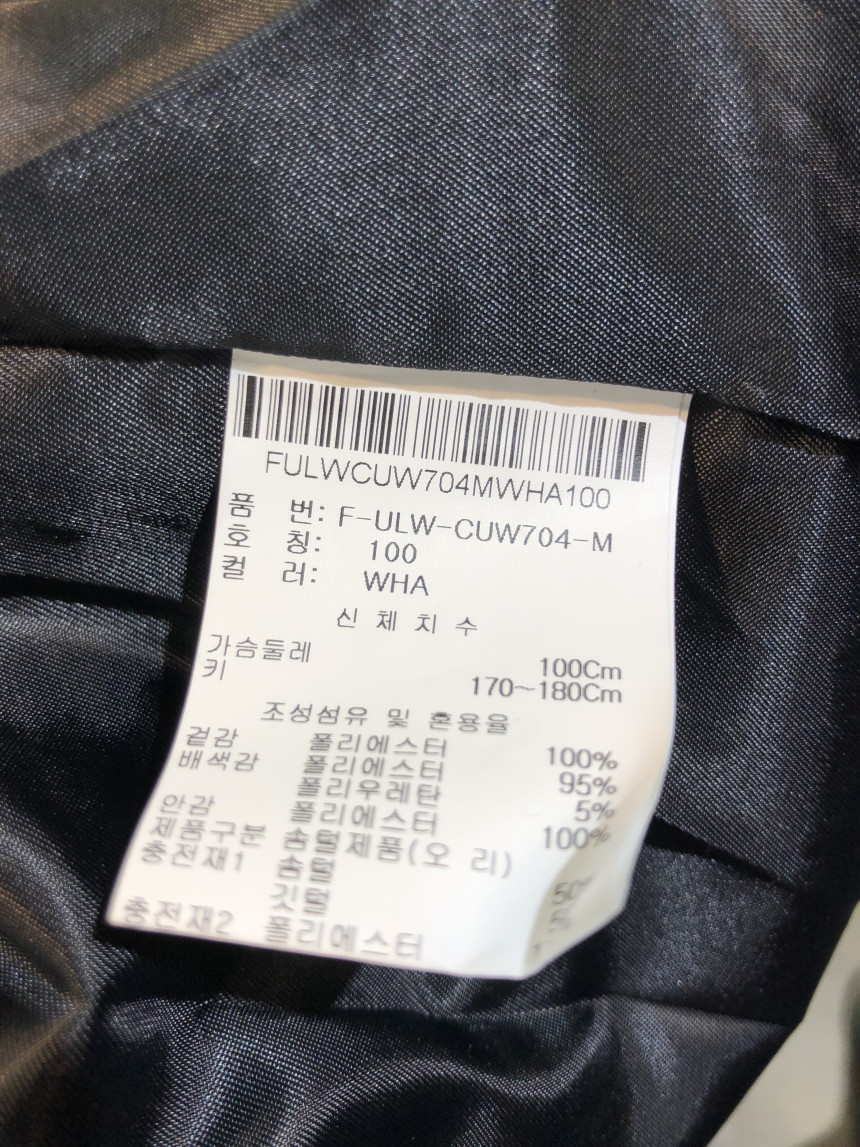 FULWCUW704MWHA100
품 번: F-ULW-CUW704-M
호 칭: 100
컬 러: WHA
신 체 치 수
가슴둘레 100Cm
키 170~180Cm
조성섬유 및 혼용율
겉감 폴리에스터 100%
배색감 폴리에스터 95%
폴리우레탄 5%
안감 폴리에스터 100%
제품구분 솜털제품(오 리)
충전재1 솜털
깃털
충전재2 폴리에스터